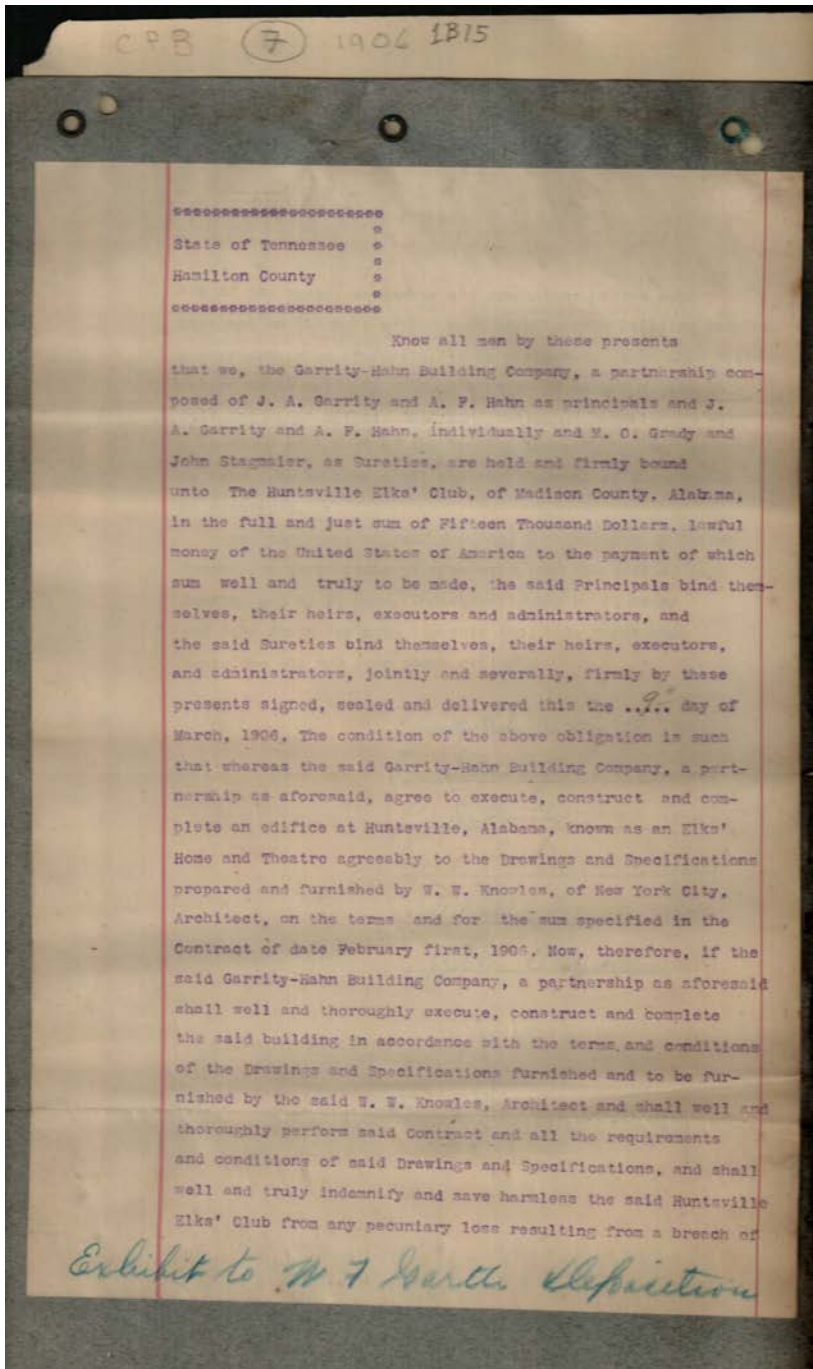 CPB 7 1906 1B15
State of Tennessee
Hamilton County
Know all men by these presents
that we, the Garrity-Hahn Building Company, a partnership com-
posed of J. A. Garrity and A. F. Hahn as principals and J.
A. Garrity and A. F. Hahn, individually and M. C. Grady and
John Stagmaier, as Sureties, are held and firmly bound
unto The Huntsville Elks' Club, of Madison County, Alabama,
in the full and just sum of Fifteen Thousand Dollars, lawful
money of the United States of America to the payment of which
sum well and truly to be made, the said Principals bind them-
selves, their heirs, executors and administrators, and
the said Sureties bind themselves, their heirs, executors,
and administrators, jointly and severally, firmly by these
presents signed, sealed and delivered this the ..9.. day of
March, 1906. The condition of the above obligation is such
that whereas the said Garrity-Hahn Building Company, a part-
nership as aforesaid, agree to execute, construct and com-
plete an edifice at Huntsville, Alabama, known as an Elks'
Home and Theatre agreeably to the Drawings and Specifications
prepared and furnished by W. W. Knowles, of New York City,
Architect, on the terms and for the sum specified in the
Contract of date February first, 1906. Now, therefore, if the
said Garrity-Hahn Building Company, a partnership as aforesaid
shall well and thoroughly execute, construct and complete
the said building in accordance with the terms and conditions
of the Drawings and Specifications furnished and to be fur-
nished by the said W. W. Knowles, Architect and shall well and
thoroughly perform said Contract and all the requirements
and conditions of said Drawings and Specifications, and shall
well and truly indemnify and save harmless the said Huntsville
Elks' Club from any pecuniary loss resulting from a breach of
Exhibit to W F Garth Deposition